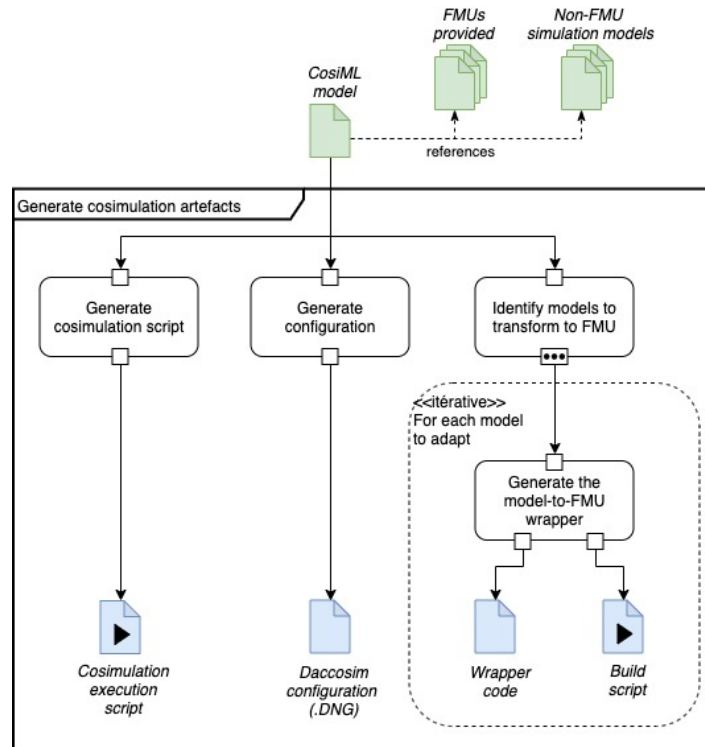 FMUs
provided
Non-FMU
simulation models
CosiML
model
references
Generate cosimulation artefacts
Generate
cosimulation script
Generate
configuration
Identify models to
transform to FMU
<<itérative>>
For each model
to adapt
Generate the
model-to-FMU
wrapper
Cosimulation
execution
script
Daccosim
configuration
(.DNG)
Wrapper
code
Build
script